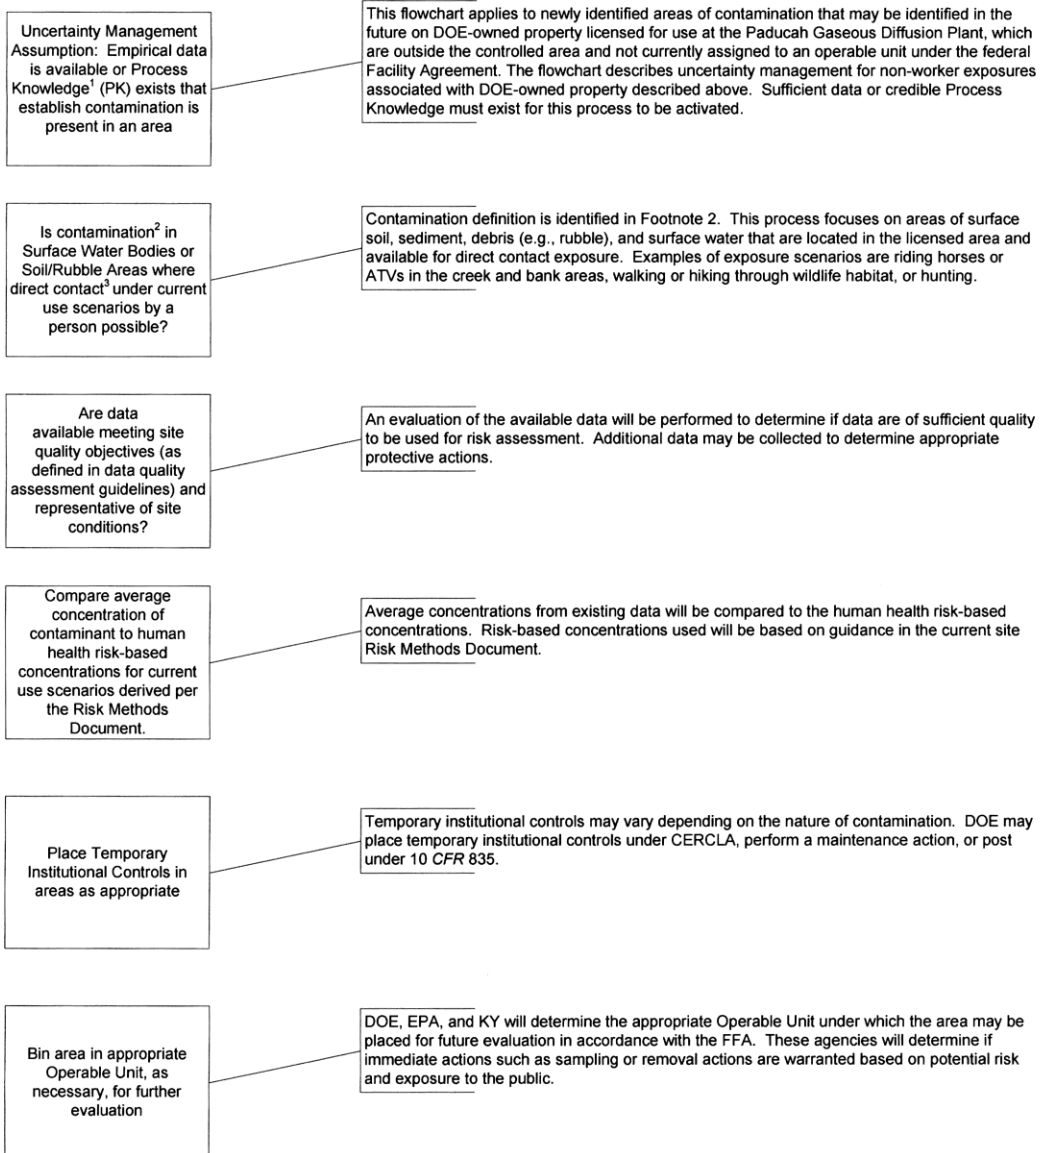 Uncertainty Management
Assumption: Empirical data
is available or Process
Knowledge¹ (PK) exists that
establish contamination is
present in an area
This flowchart applies to newly identified areas of contamination that may be identified in the
future on DOE-owned property licensed for use at the Paducah Gaseous Diffusion Plant, which
are outside the controlled area and not currently assigned to an operable unit under the federal
Facility Agreement. The flowchart describes uncertainty management for non-worker exposures
associated with DOE-owned property described above. Sufficient data or credible Process
Knowledge must exist for this process to be activated.
Is contamination² in
Surface Water Bodies or
Soil/Rubble Areas where
direct contact³ under current
use scenarios by a
person possible?
Contamination definition is identified in Footnote 2. This process focuses on areas of surface
soil, sediment, debris (e.g., rubble), and surface water that are located in the licensed area and
available for direct contact exposure. Examples of exposure scenarios are riding horses or
ATVs in the creek and bank areas, walking or hiking through wildlife habitat, or hunting.
Are data
available meeting site
quality objectives (as
defined in data quality
assessment guidelines) and
representative of site
conditions?
An evaluation of the available data will be performed to determine if data are of sufficient quality
to be used for risk assessment. Additional data may be collected to determine appropriate
protective actions.
Compare average
concentration of
contaminant to human
health risk-based
concentrations for current
use scenarios derived per
the Risk Methods
Document.
Average concentrations from existing data will be compared to the human health risk-based
concentrations. Risk-based concentrations used will be based on guidance in the current site
Risk Methods Document.
Place Temporary
Institutional Controls in
areas as appropriate
Temporary institutional controls may vary depending on the nature of contamination. DOE may
place temporary institutional controls under CERCLA, perform a maintenance action, or post
under 10 CFR 835.
Bin area in appropriate
Operable Unit, as
necessary, for further
evaluation
DOE, EPA, and KY will determine the appropriate Operable Unit under which the area may be
placed for future evaluation in accordance with the FFA. These agencies will determine if
immediate actions such as sampling or removal actions are warranted based on potential risk
and exposure to the public.